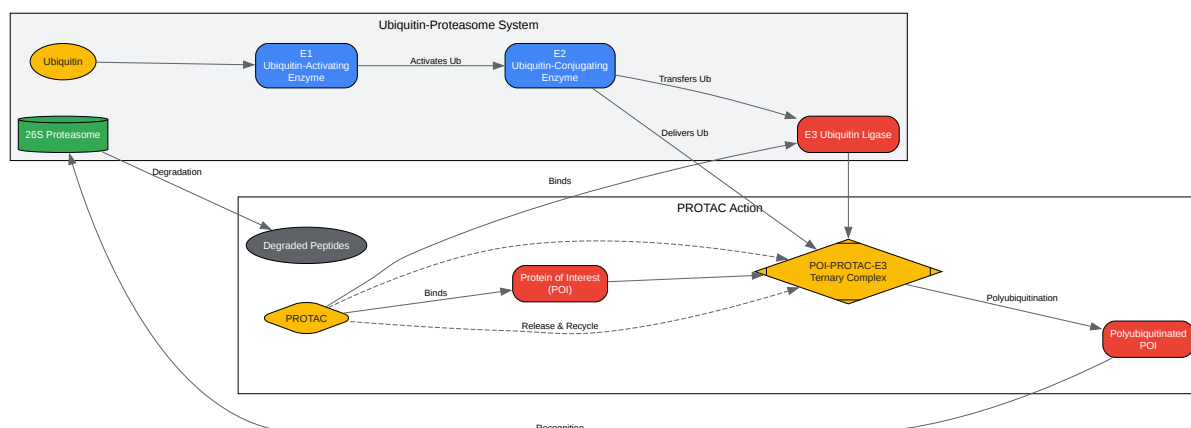 Ubiquitin-Proteasome System
Ubiquitin
E1
Ubiquitin-Activating
Enzyme
Activates Ub
E2
Ubiquitin-Conjugating
Enzyme
Transfers Ub
26S Proteasome
Delivers Ub
E3 Ubiquitin Ligase
Degradation
Binds
PROTAC Action
Degraded Peptides
POI-PROTAC-E3
Ternary Complex
Protein of Interest
(POI)
Binds
Polyubiquitination
PROTAC
Release & Recycle
Polyubiquitinated
POI
Recognition